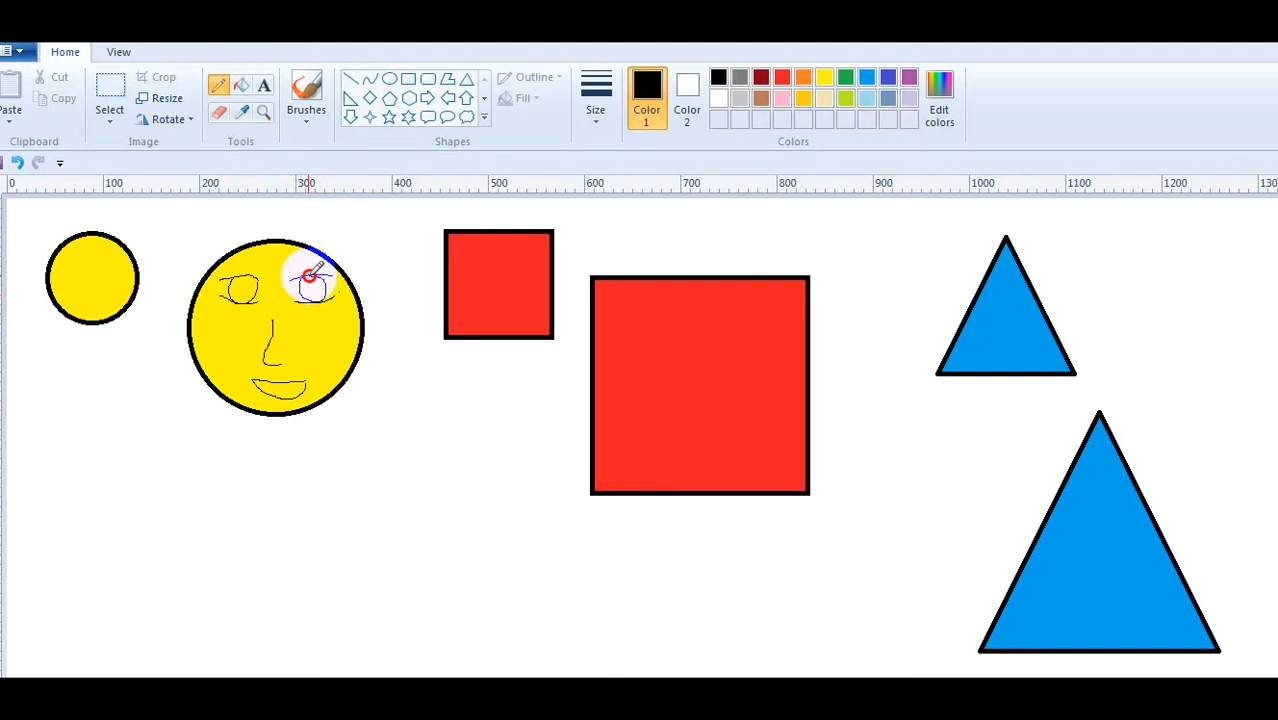 Home View
Paste Cut Copy
Clipboard
Select Crop Resize Rotate
Image
A
Tools
Brushes
Outline Fill
Shapes
Size
Color 1 Color 2
Edit colors
Colors
0 100 200 300 400 500 600 700 800 900 1000 1100 1200